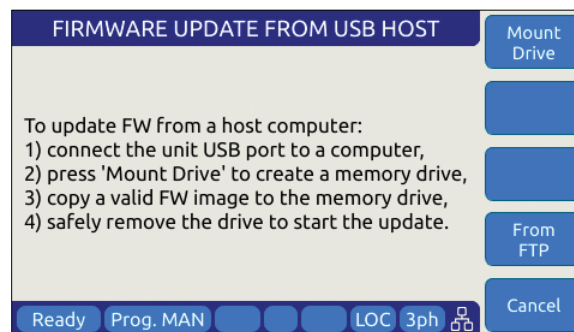 FIRMWARE UPDATE FROM USB HOST
Mount
Drive
To update FW from a host computer:
1) connect the unit USB port to a computer,
2) press 'Mount Drive' to create a memory drive,
3) copy a valid FW image to the memory drive,
4) safely remove the drive to start the update.
From
FTP
Cancel
Ready Prog. MAN LOC 3ph